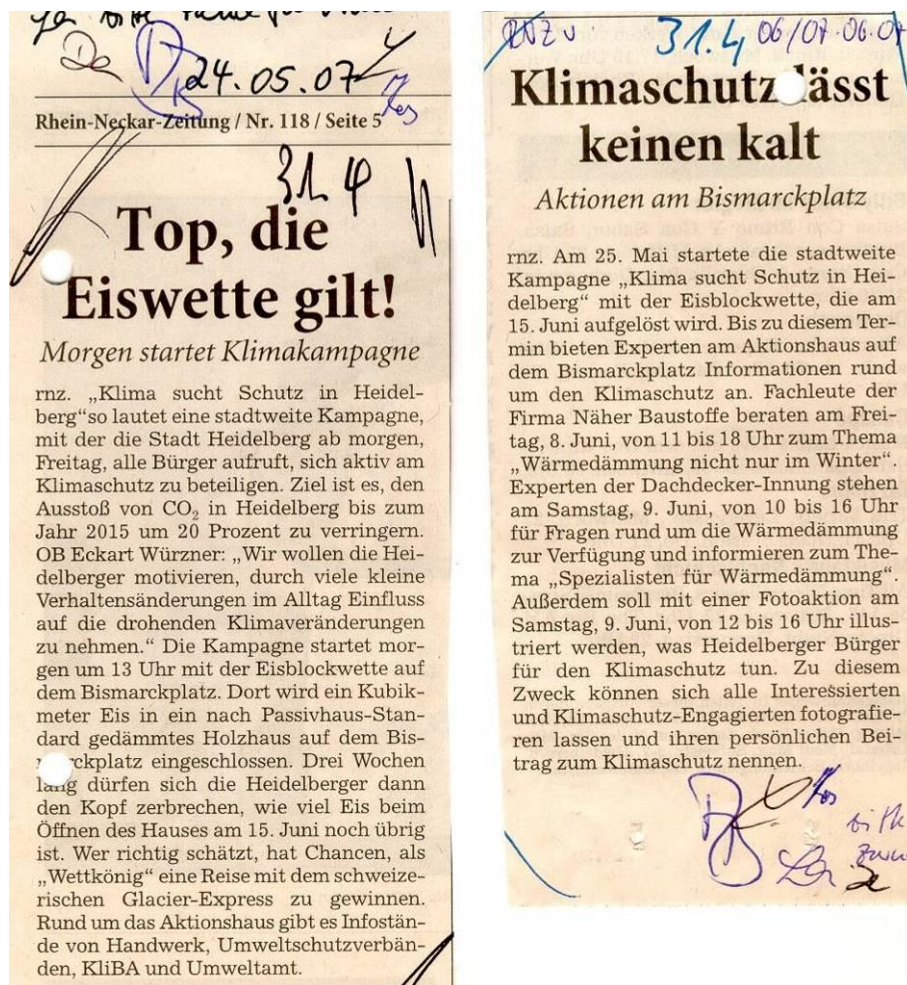 24.05.07
Rhein-Neckar-Zeitung / Nr. 118 / Seite 5
31.4
Top, die
Eiswette gilt!
Morgen startet Klimakampagne
rnz. „Klima sucht Schutz in Heidel-
berg“so lautet eine stadtweite Kampagne,
mit der die Stadt Heidelberg ab morgen,
Freitag, alle Bürger aufruft, sich aktiv am
Klimaschutz zu beteiligen. Ziel ist es, den
Ausstoß von CO₂ in Heidelberg bis zum
Jahr 2015 um 20 Prozent zu verringern.
OB Eckart Würzner: „Wir wollen die Hei-
delberger motivieren, durch viele kleine
Verhaltensänderungen im Alltag Einfluss
auf die drohenden Klimaveränderungen
zu nehmen.“ Die Kampagne startet mor-
gen um 13 Uhr mit der Eisblockwette auf
dem Bismarckplatz. Dort wird ein Kubik-
meter Eis in ein nach Passivhaus-Stan-
dard gedämmtes Holzhaus auf dem Bis-
marckplatz eingeschlossen. Drei Wochen
lang dürfen sich die Heidelberger dann
den Kopf zerbrechen, wie viel Eis beim
Öffnen des Hauses am 15. Juni noch übrig
ist. Wer richtig schätzt, hat Chancen, als
„Wettkönig“ eine Reise mit dem schweize-
rischen Glacier-Express zu gewinnen.
Rund um das Aktionshaus gibt es Infostän-
de von Handwerk, Umweltschutzverbän-
den, KliBA und Umweltamt.
RNZ v 31.4 06/07.06.07
Klimaschutz lässt
keinen kalt
Aktionen am Bismarckplatz
rnz. Am 25. Mai startete die stadtweite
Kampagne „Klima sucht Schutz in Hei-
delberg“ mit der Eisblockwette, die am
15. Juni aufgelöst wird. Bis zu diesem Ter-
min bieten Experten am Aktionshaus auf
dem Bismarckplatz Informationen rund
um den Klimaschutz an. Fachleute der
Firma Näher Baustoffe beraten am Frei-
tag, 8. Juni, von 11 bis 18 Uhr zum Thema
„Wärmedämmung nicht nur im Winter“.
Experten der Dachdecker-Innung stehen
am Samstag, 9. Juni, von 10 bis 16 Uhr
für Fragen rund um die Wärmedämmung
zur Verfügung und informieren zum The-
ma „Spezialisten für Wärmedämmung“.
Außerdem soll mit einer Fotoaktion am
Samstag, 9. Juni, von 12 bis 16 Uhr illus-
triert werden, was Heidelberger Bürger
für den Klimaschutz tun. Zu diesem
Zweck können sich alle Interessierten
und Klimaschutz-Engagierten fotografie-
ren lassen und ihren persönlichen Bei-
trag zum Klimaschutz nennen.